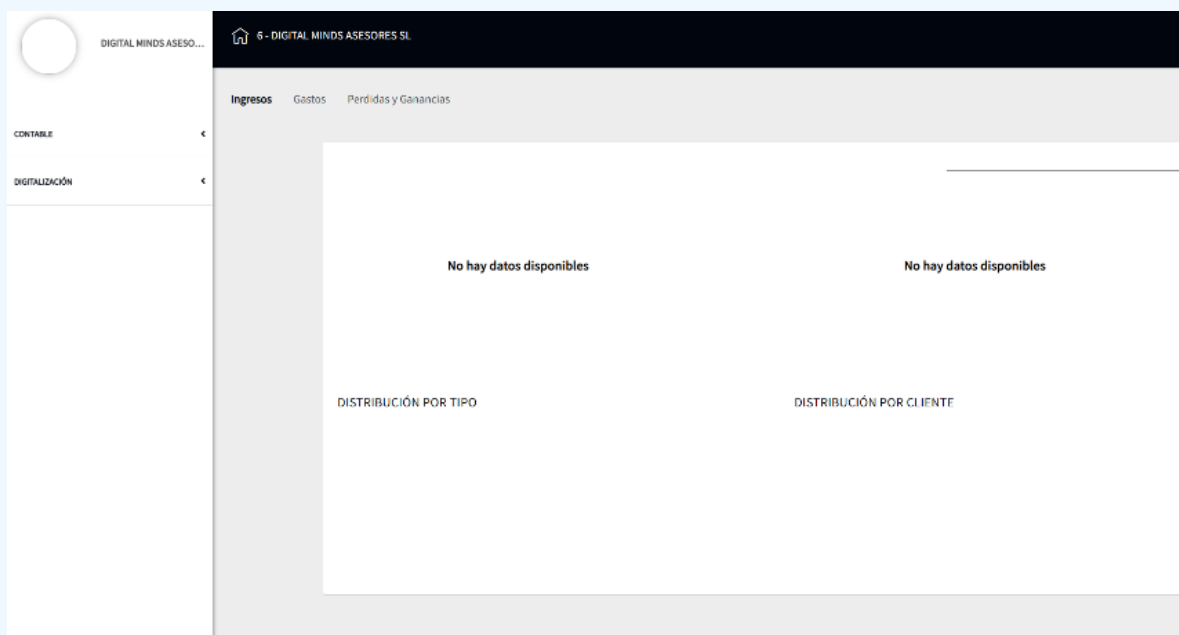 DIGITAL MINDS ASESO...
6 - DIGITAL MINDS ASESORES SL
Ingresos Gastos Perdidas y Ganancias
CONTABLE
DIGITALIZACIÓN
No hay datos disponibles
No hay datos disponibles
DISTRIBUCIÓN POR TIPO
DISTRIBUCIÓN POR CLIENTE